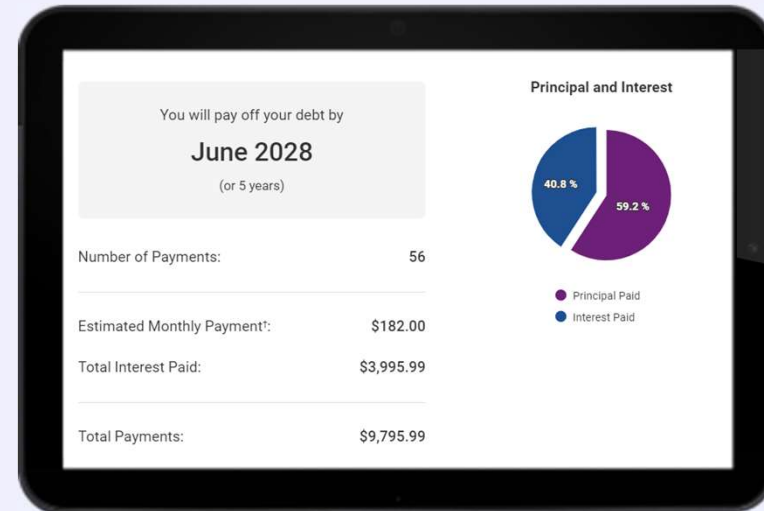 You will pay off your debt by
June 2028
(or 5 years)
Number of Payments: 56
Estimated Monthly Payment†: $182.00
Total Interest Paid: $3,995.99
Total Payments: $9,795.99
Principal and Interest
40.8 %
59.2 %
Principal Paid
Interest Paid